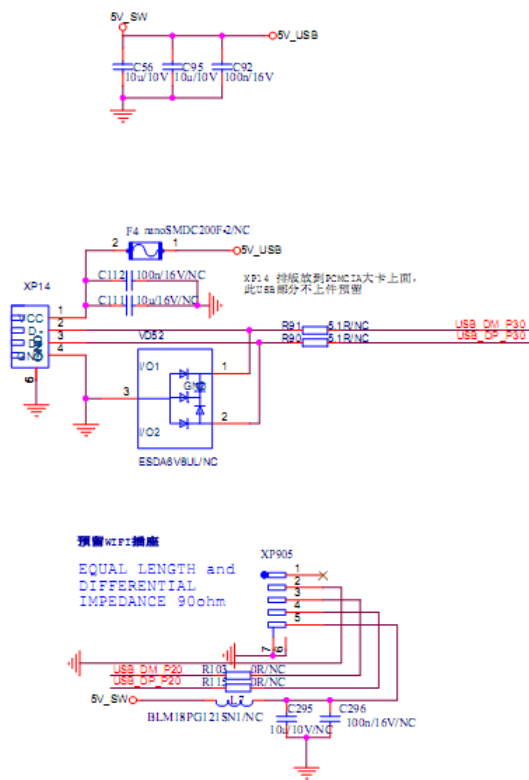 5V_SW
5V_USB
C56
C95
C92
10u/10V
10u/10V
100n/16V
F4 nanoSMDC200F-2/NC
2
1
5V_USB
C112
100n/16V/NC
C111
10u/16V/NC
XP14 排版放到PCMCIA大卡上面,
此USB部分不上件预留
XP14
VCC
D-
D+
GND
GND
1
2
3
4
6
R91
5.1R/NC
USB_DM_P30
R90
5.1R/NC
USB_DP_P30
VD52
I/O1
GND
I/O2
1
3
2
ESDA6V8UL/NC
預留WIFI插座
EQUAL LENGTH and
DIFFERENTIAL
IMPEDANCE 90ohm
XP905
1
2
3
4
5
7
6
USB_DM_P20
R103
0R/NC
USB_DP_P20
R115
0R/NC
5V_SW
L7
BLM18PG121SN1/NC
C295
10u/10V/NC
C296
100n/16V/NC